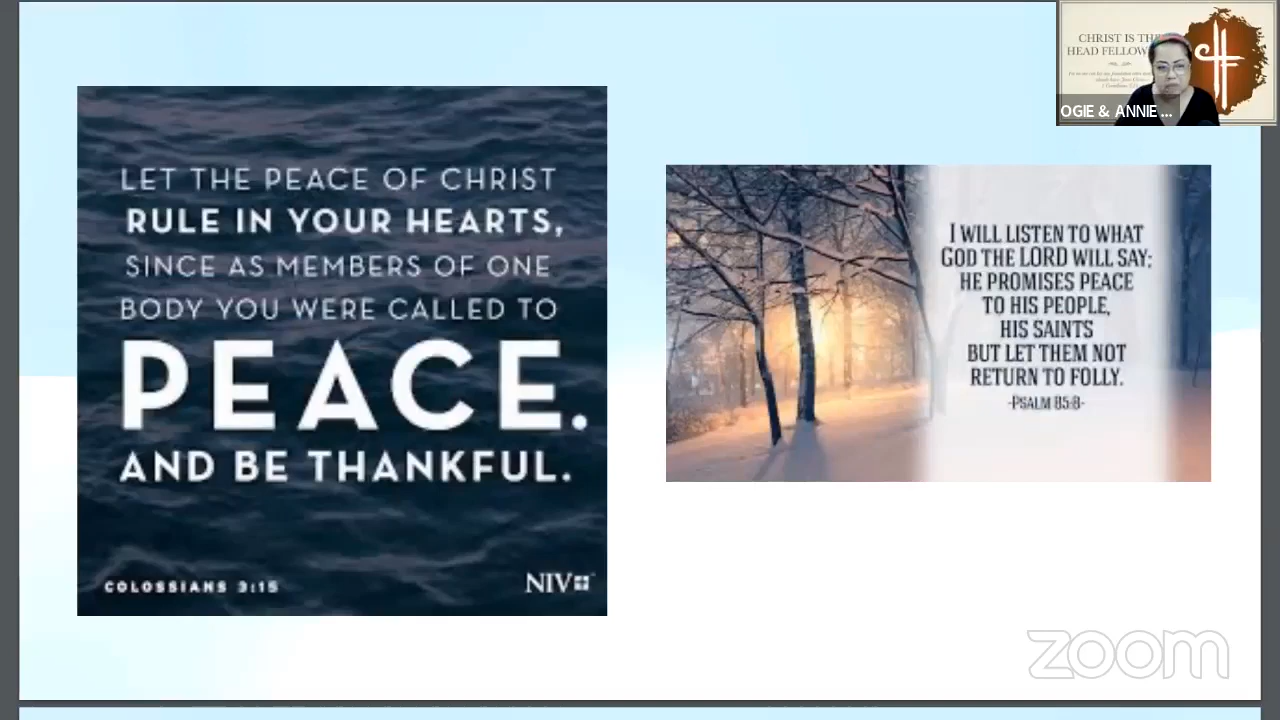 LET THE PEACE OF CHRIST
RULE IN YOUR HEARTS,
SINCE AS MEMBERS OF ONE
BODY YOU WERE CALLED TO
PEACE.
AND BE THANKFUL.
COLOSSIANS 3:15
NIV
I WILL LISTEN TO WHAT
GOD THE LORD WILL SAY;
HE PROMISES PEACE
TO HIS PEOPLE,
HIS SAINTS
BUT LET THEM NOT
RETURN TO FOLLY.
-PSALM 85:8-
CHRIST IS THE
HEAD
OGIE & ANNIE ...
zoom